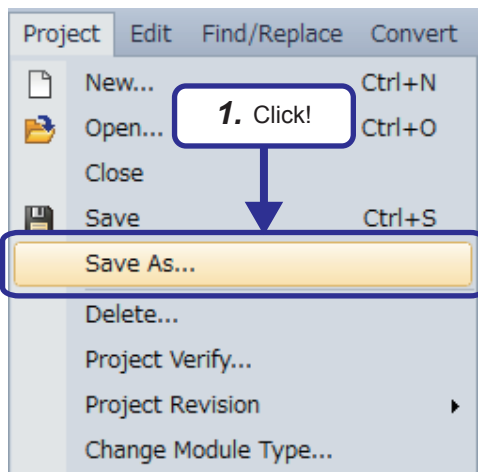 Project Edit Find/Replace Convert
New... Ctrl+N
1. Click!
Open... Ctrl+O
Close
Save Ctrl+S
Save As...
Delete...
Project Verify...
Project Revision
Change Module Type...